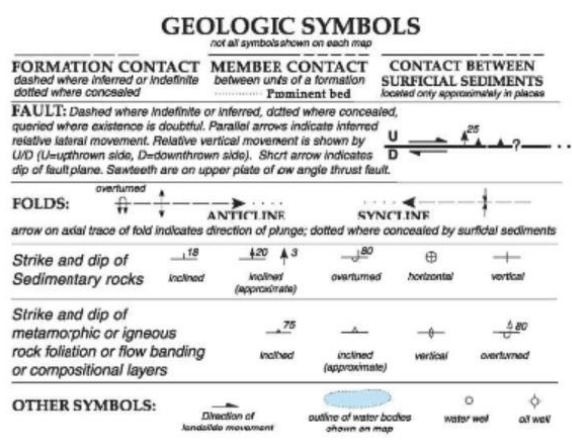 GEOLOGIC SYMBOLS
not all symbols shown on each map
FORMATION CONTACT
dashed where inferred or indefinite
dotted where concealed
MEMBER CONTACT
between units of a formation
Prominent bed
CONTACT BETWEEN
SURFICIAL SEDIMENTS
located only approximately in places
FAULT: Dashed where indefinite or inferred, dotted where concealed,
queried where existence is doubtful. Parallel arrows indicate inferred
relative lateral movement. Relative vertical movement is shown by
U/D (U=upthrown side, D=downthrown side). Short arrow indicates
dip of fault plane. Sawteeth are on upper plate of low angle thrust fault.
U
D
25
?
FOLDS:
overturned
ANTICLINE
SYNCLINE
arrow on axial trace of fold indicates direction of plunge; dotted where concealed by surficial sediments
Strike and dip of
Sedimentary rocks
18
inclined
20 3
inclined
(approximate)
80
overturned
horizontal
vertical
Strike and dip of
metamorphic or igneous
rock foliation or flow banding
or compositional layers
75
inclined
inclined
(approximate)
vertical
80
overturned
OTHER SYMBOLS:
Direction of
landslide movement
outline of water bodies
shown on map
water well
oil well